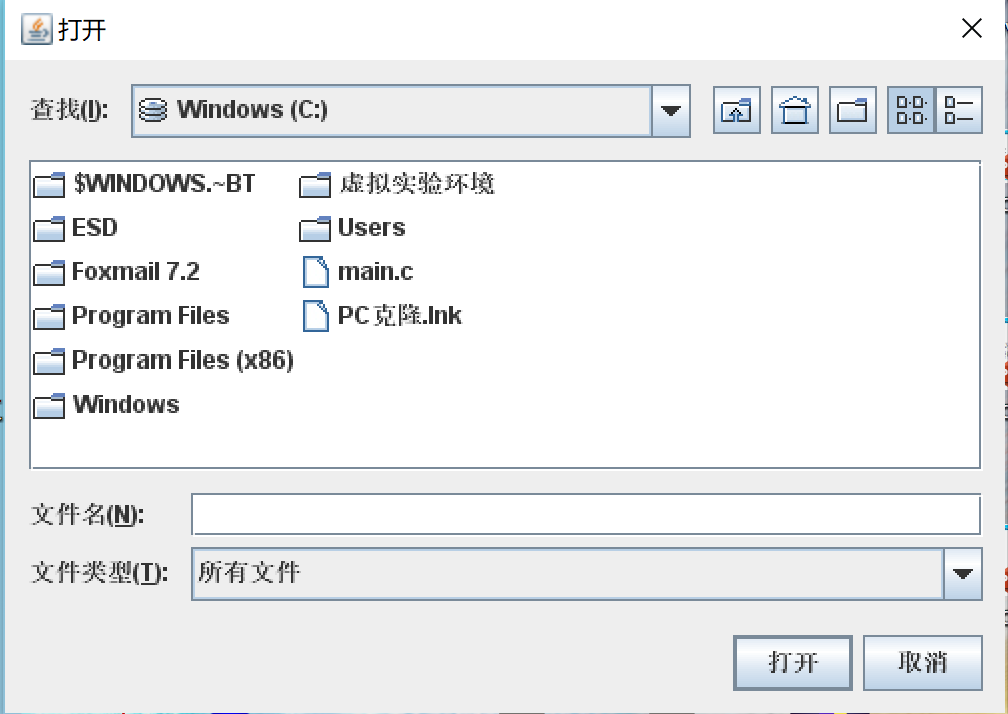 打开
查找(I): Windows (C:)
$WINDOWS.~BT
ESD
Foxmail 7.2
Program Files
Program Files (x86)
Windows
虚拟实验环境
Users
main.c
PC克隆.lnk
文件名(N):
文件类型(T): 所有文件
打开 取消